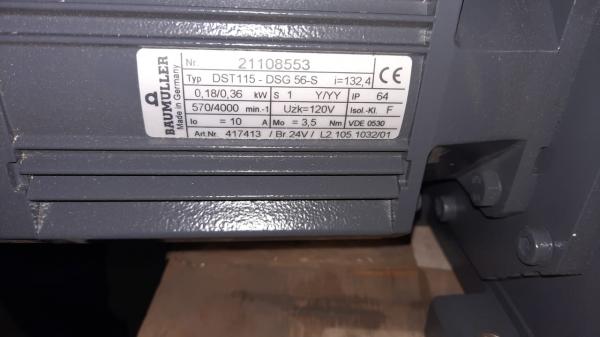 BAUMÜLLER
Made in Germany
Nr. 21108553
Typ DST115 - DSG 56-S i=132,4 CE
0,18/0,36 kW S 1 Y/YY IP 64
570/4000 min.-1 Uzk=120V Isol.-Kl. F
Io = 10 A Mo = 3,5 Nm VDE 0530
Art.Nr. 417413 / Br.24V / L2 105 1032/01